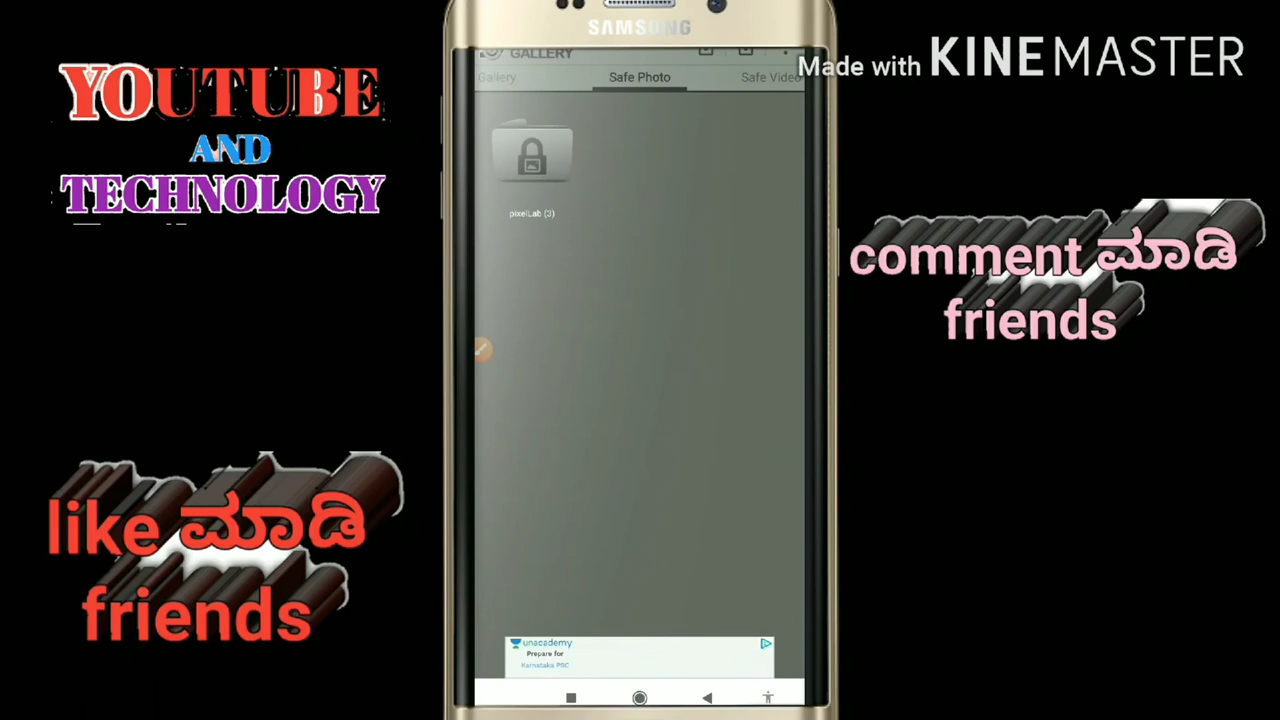 SAMSUNG
GALLERY
Made with KINEMASTER
Gallery Safe Photo Safe Video
YOUTUBE
AND
TECHNOLOGY
pixelLab (3)
comment ಮಾಡಿ
friends
like ಮಾಡಿ
friends
unacademy
Prepare for
Karnataka PSC